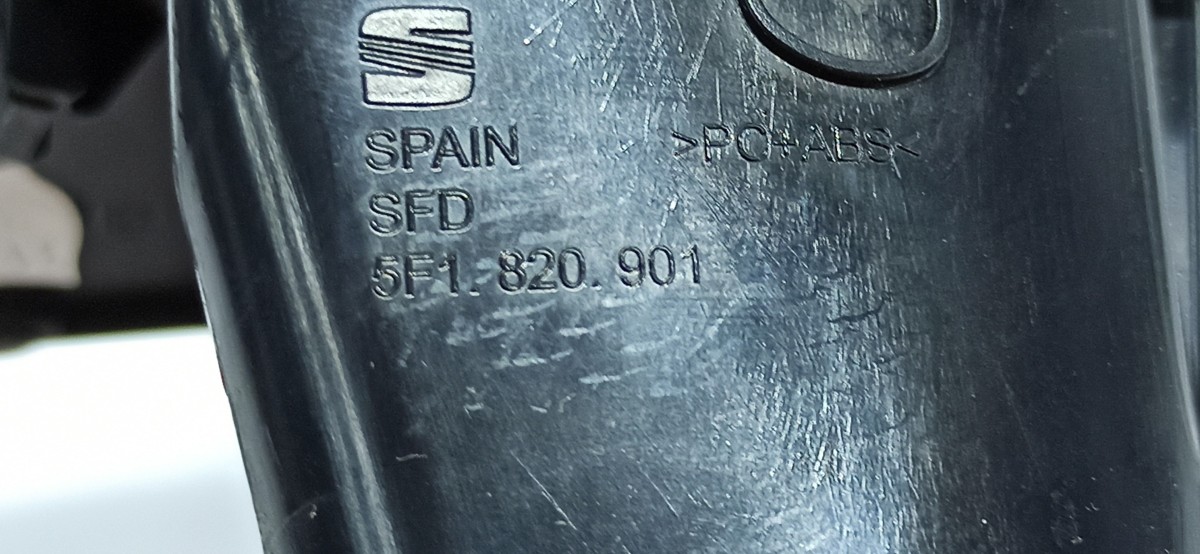 SPAIN
>PC+ABS<
SFD
5F1. 820. 901